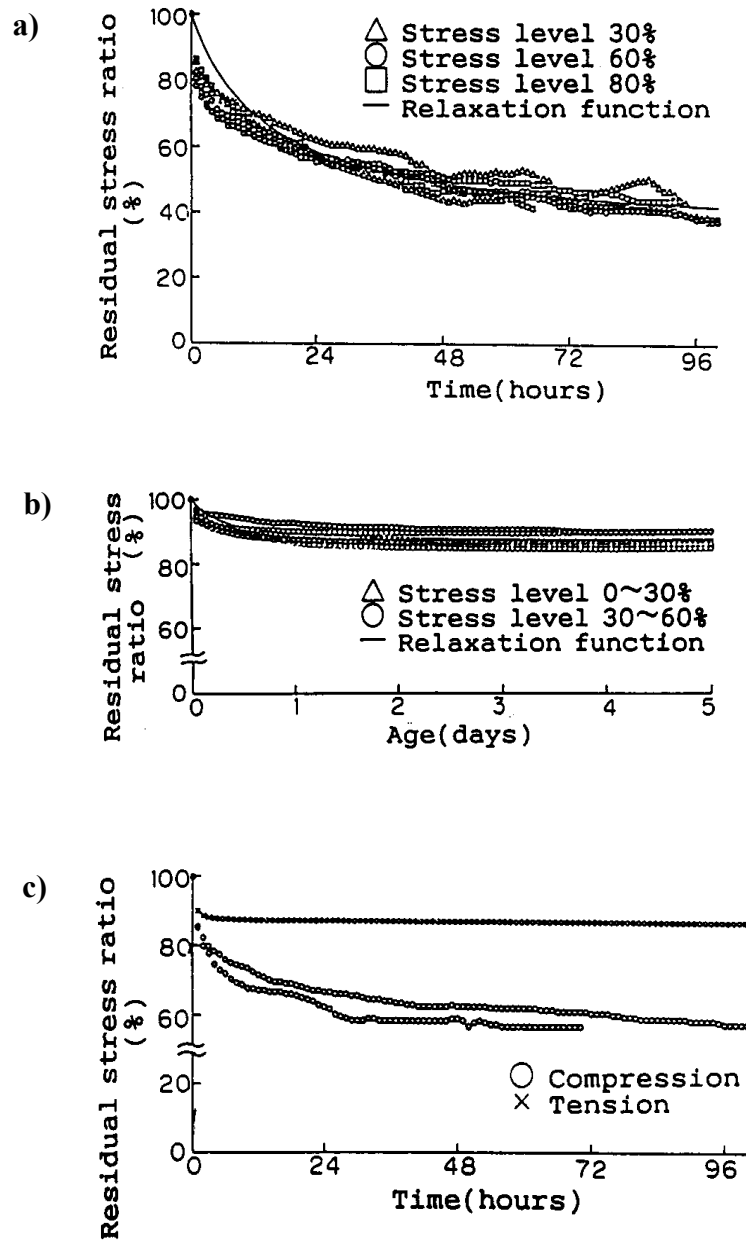 a)
Residual stress ratio
(%)
100
80
60
40
20
0
△ Stress level 30%
○ Stress level 60%
□ Stress level 80%
— Relaxation function
0 24 48 72 96
Time(hours)
b)
Residual stress
ratio (%)
100
80
60
0
△ Stress level 0~30%
○ Stress level 30~60%
— Relaxation function
0 1 2 3 4 5
Age(days)
c)
Residual stress ratio
(%)
100
80
60
20
0
○ Compression
× Tension
0 24 48 72 96
Time(hours)